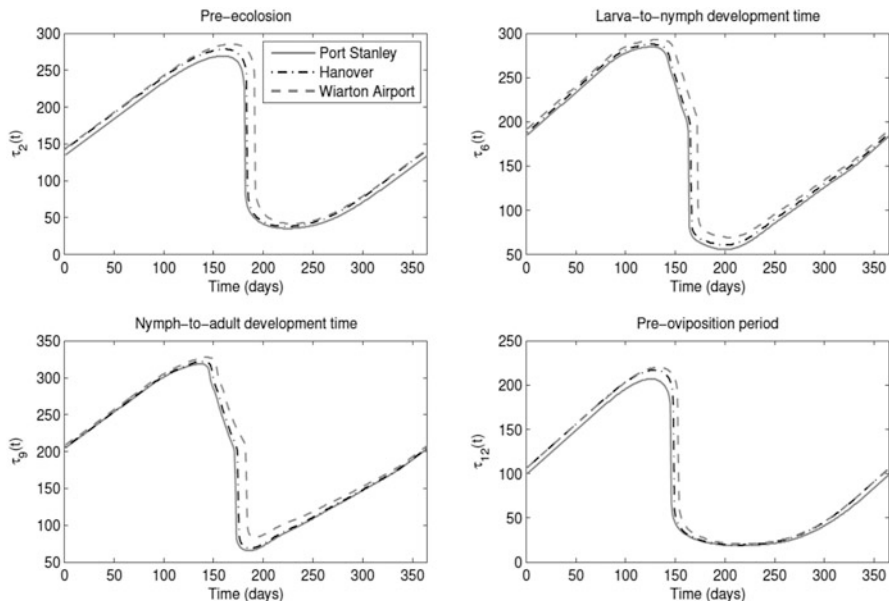 Pre−ecolosion
300
250
200
150
100
50
0
τ2(t)
0 50 100 150 200 250 300 350
Time (days)
Port Stanley
Hanover
Wiarton Airport
Larva−to−nymph development time
300
250
200
150
100
50
τ6(t)
0 50 100 150 200 250 300 350
Time (days)
Nymph−to−adult development time
350
300
250
200
150
100
50
τ9(t)
0 50 100 150 200 250 300 350
Time (days)
Pre−oviposition period
250
200
150
100
50
0
τ12(t)
0 50 100 150 200 250 300 350
Time (days)